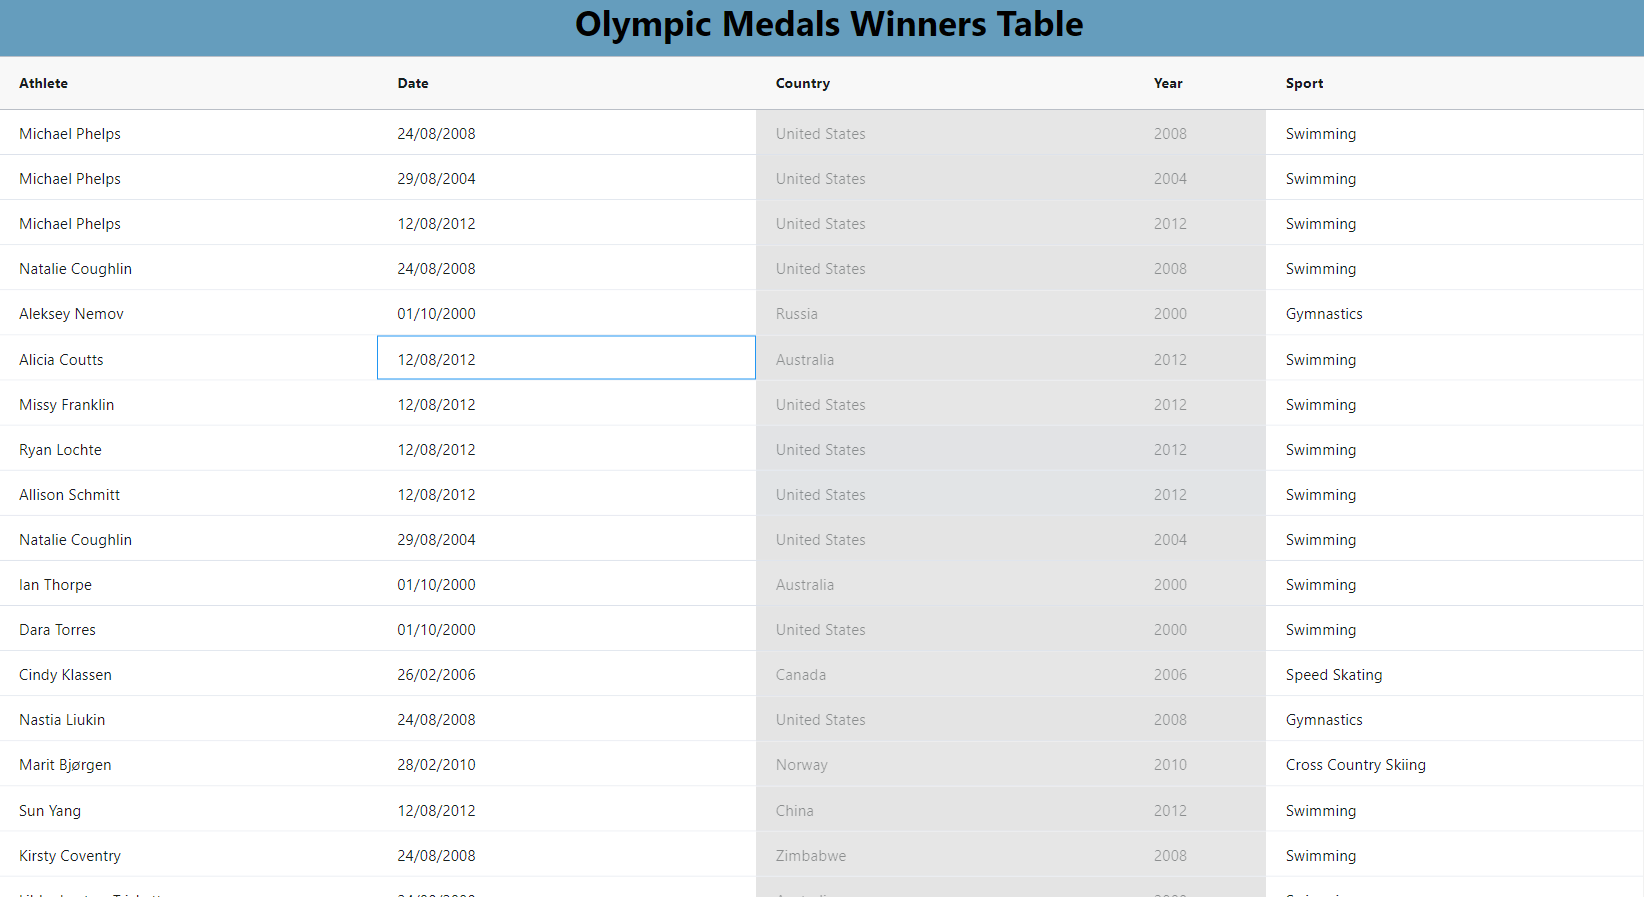 Olympic Medals Winners Table
Athlete Date Country Year Sport
Michael Phelps 24/08/2008 United States 2008 Swimming
Michael Phelps 29/08/2004 United States 2004 Swimming
Michael Phelps 12/08/2012 United States 2012 Swimming
Natalie Coughlin 24/08/2008 United States 2008 Swimming
Aleksey Nemov 01/10/2000 Russia 2000 Gymnastics
Alicia Coutts 12/08/2012 Australia 2012 Swimming
Missy Franklin 12/08/2012 United States 2012 Swimming
Ryan Lochte 12/08/2012 United States 2012 Swimming
Allison Schmitt 12/08/2012 United States 2012 Swimming
Natalie Coughlin 29/08/2004 United States 2004 Swimming
Ian Thorpe 01/10/2000 Australia 2000 Swimming
Dara Torres 01/10/2000 United States 2000 Swimming
Cindy Klassen 26/02/2006 Canada 2006 Speed Skating
Nastia Liukin 24/08/2008 United States 2008 Gymnastics
Marit Bjørgen 28/02/2010 Norway 2010 Cross Country Skiing
Sun Yang 12/08/2012 China 2012 Swimming
Kirsty Coventry 24/08/2008 Zimbabwe 2008 Swimming